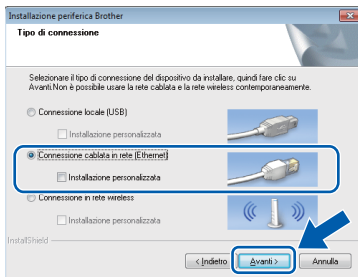 Installazione periferica Brother
Tipo di connessione
Selezionare il tipo di connessione del dispositivo da installare, quindi fare clic su
Avanti.Non è possibile usare la rete cablata e la rete wireless contemporaneamente.
Connessione locale (USB)
Installazione personalizzata
Connessione cablata in rete (Ethernet)
Installazione personalizzata
Connessione in rete wireless
Installazione personalizzata
InstallShield
< Indietro
Avanti >
Annulla